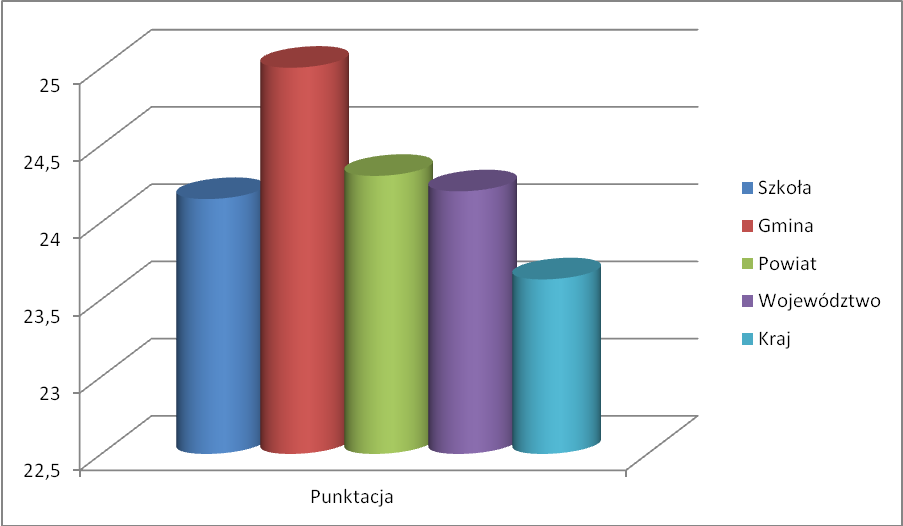 25
24,5
24
23,5
23
22,5
Punktacja
Szkoła
Gmina
Powiat
Województwo
Kraj